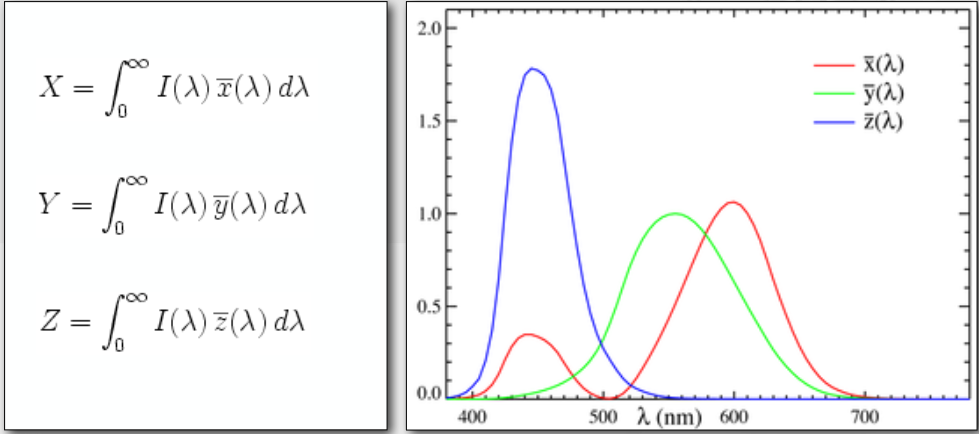 X = ∫₀^∞ I(λ) x̅(λ) dλ
Y = ∫₀^∞ I(λ) y̅(λ) dλ
Z = ∫₀^∞ I(λ) z̅(λ) dλ
2.0
1.5
1.0
0.5
0.0
x̅(λ)
y̅(λ)
z̅(λ)
400 500 λ (nm) 600 700